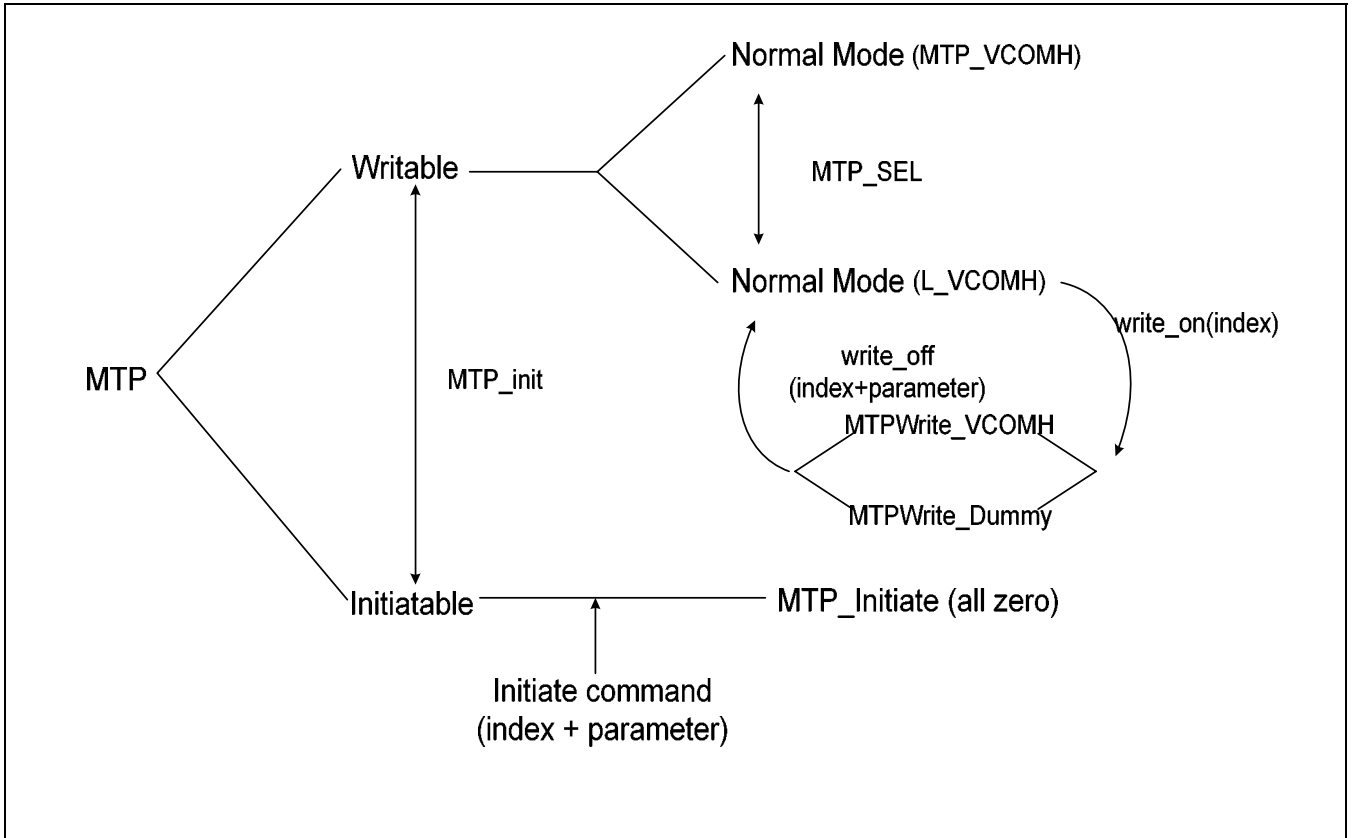 Normal Mode (MTP_VCOMH)
Writable
MTP_SEL
Normal Mode (L_VCOMH)
write_on(index)
write_off
(index+parameter)
MTP
MTP_init
MTPWrite_VCOMH
MTPWrite_Dummy
Initiatable
MTP_Initiate (all zero)
Initiate command
(index + parameter)